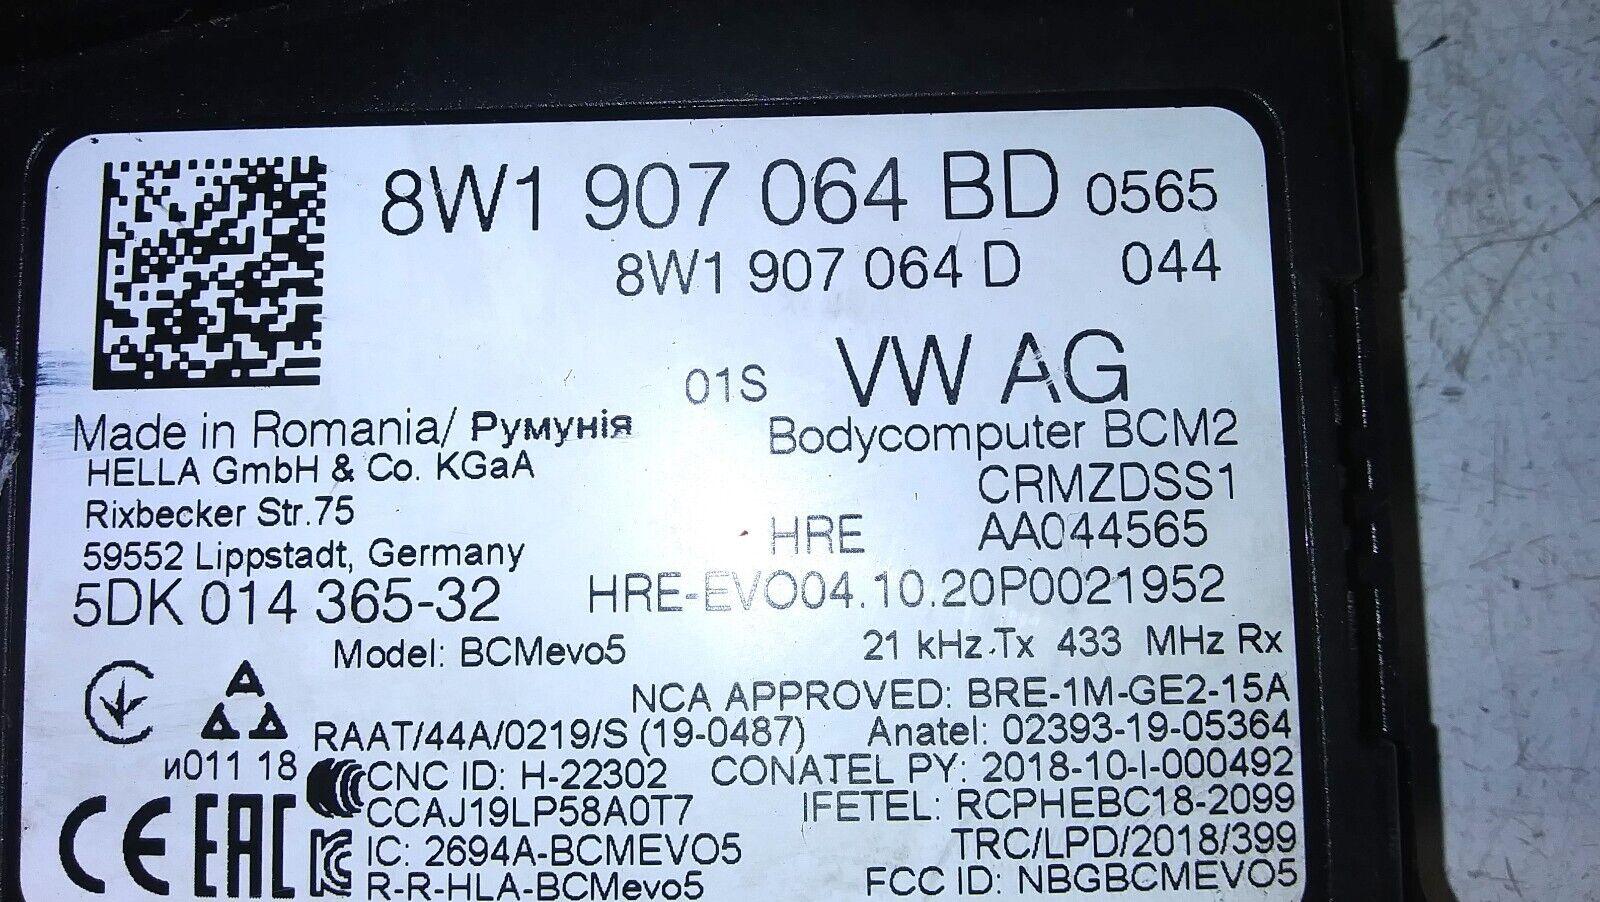 8W1 907 064 BD 0565
8W1 907 064 D 044
01S VW AG
Made in Romania/ Румунія
Bodycomputer BCM2
HELLA GmbH & Co. KGaA
CRMZDSS1
Rixbecker Str.75
HRE AA044565
59552 Lippstadt, Germany
5DK 014 365-32
HRE-EVO04.10.20P0021952
Model: BCMevo5
21 kHz Tx 433 MHz Rx
NCA APPROVED: BRE-1M-GE2-15A
RAAT/44A/0219/S (19-0487) Anatel: 02393-19-05364
и011 18
CNC ID: H-22302 CONATEL PY: 2018-10-I-000492
CCAJ19LP58A0T7 IFETEL: RCPHEBC18-2099
CE EAC
IC: 2694A-BCMEVO5 TRC/LPD/2018/399
R-R-HLA-BCMevo5 FCC ID: NBGBCMEVO5